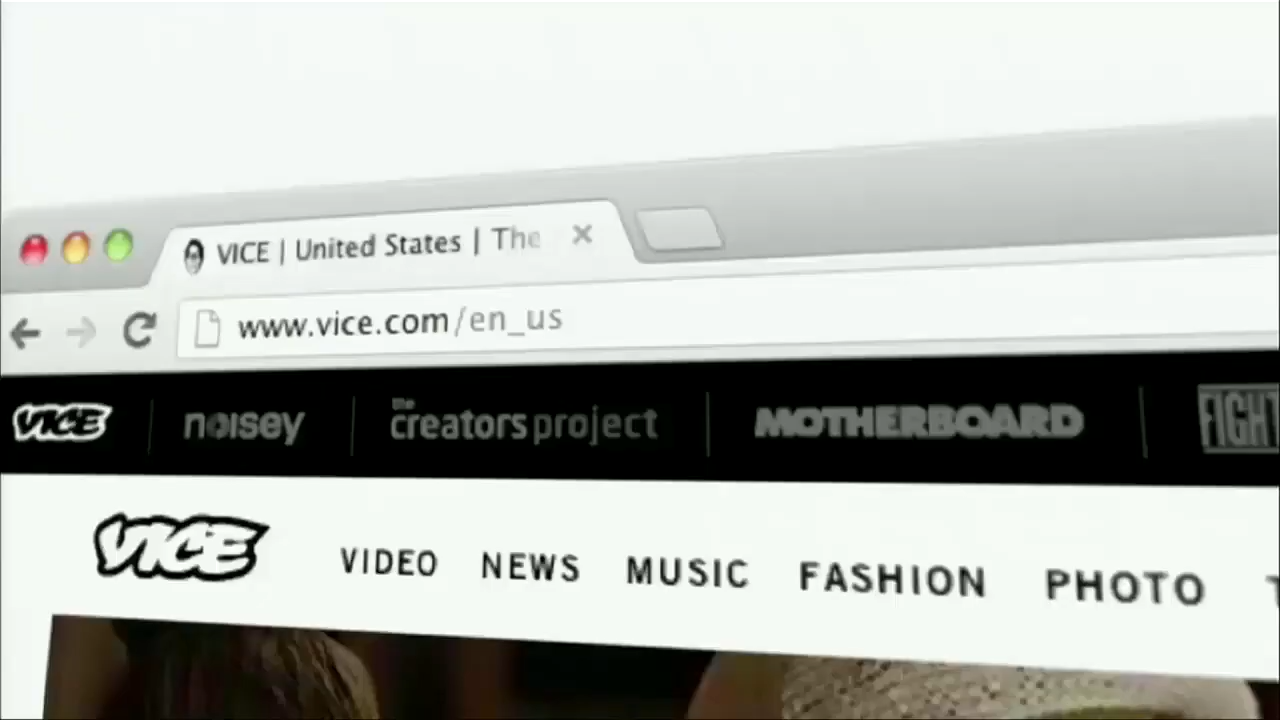 VICE | United States | The
www.vice.com/en_us
VICE noisey the creators project MOTHERBOARD FIGHT
VICE VIDEO NEWS MUSIC FASHION PHOTO